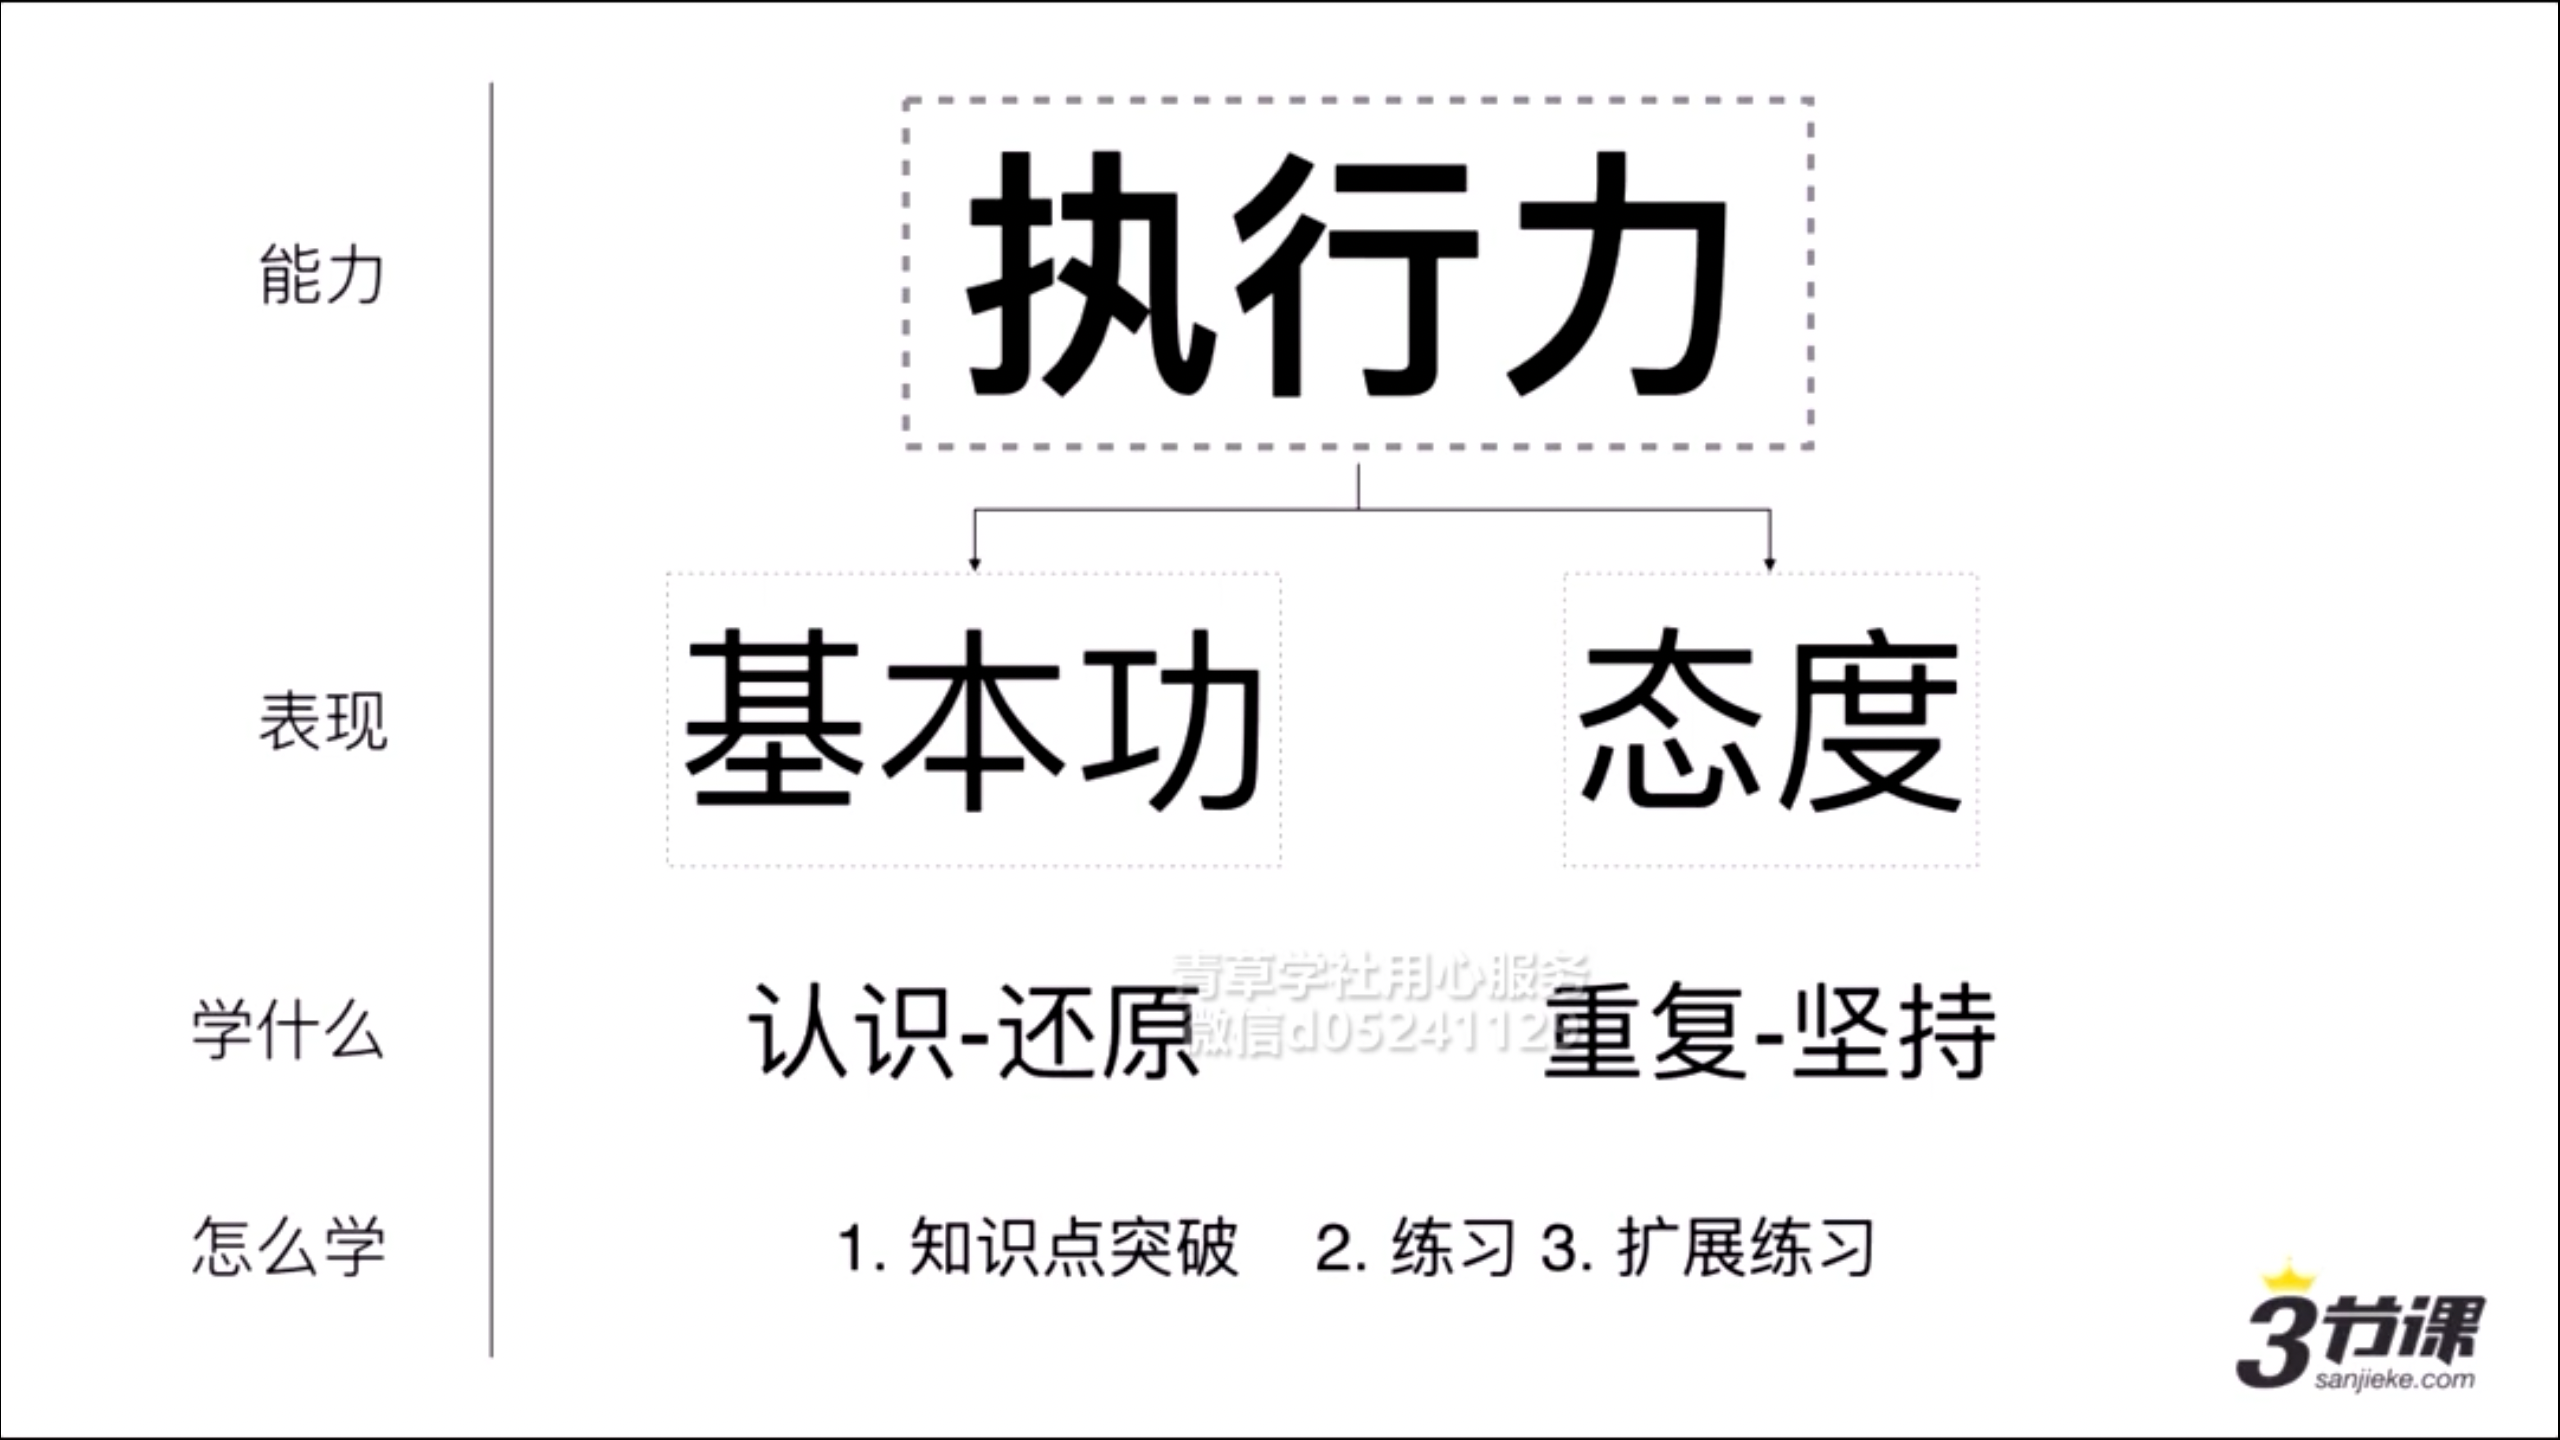 能力
执行力
表现
基本功
态度
青草学社用心服务
微信d05241129
学什么
认识-还原
重复-坚持
怎么学
1. 知识点突破 2. 练习 3. 扩展练习
3节课
sanjieke.com